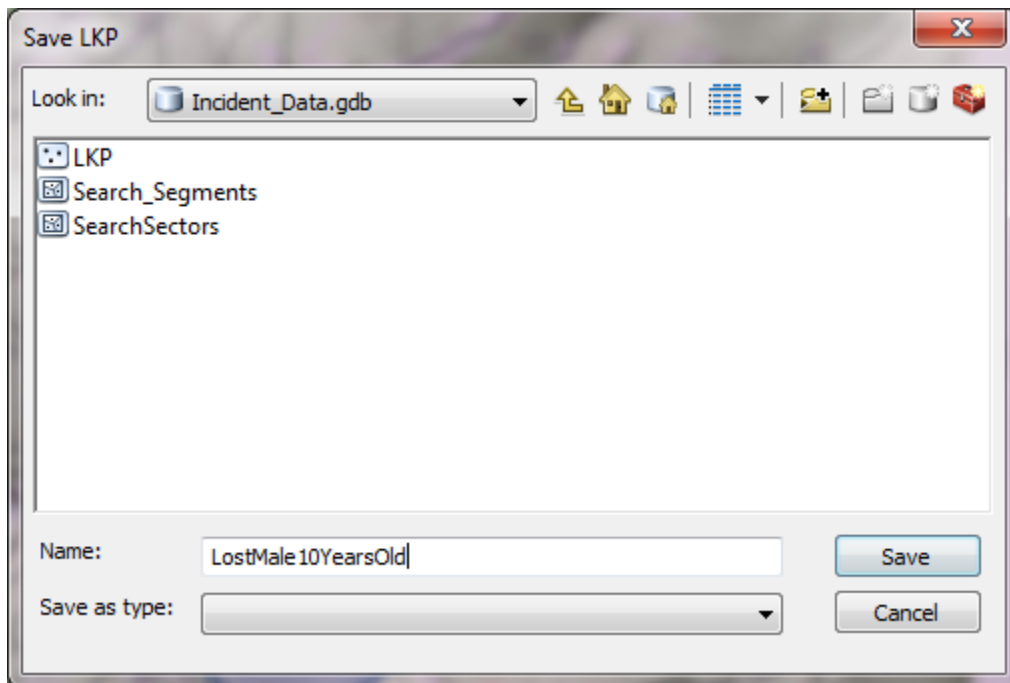 Save LKP
Look in: Incident_Data.gdb
LKP
Search_Segments
SearchSectors
Name: LostMale10YearsOld Save
Save as type: Cancel